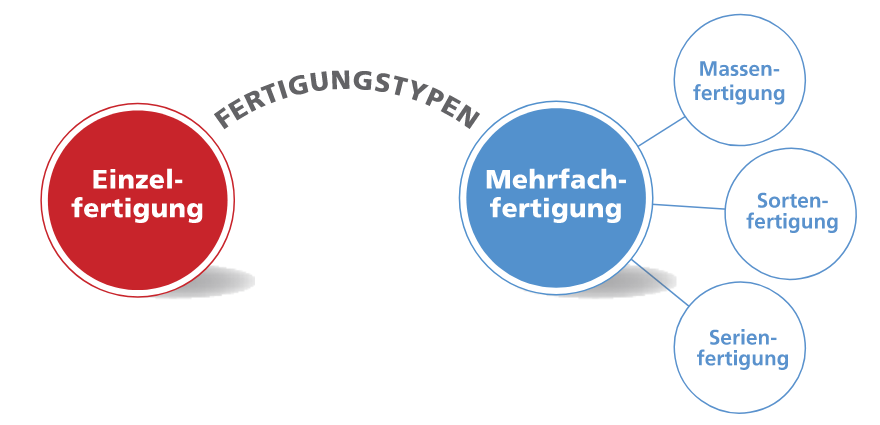 FERTIGUNGSTYPEN
Einzel-
fertigung
Mehrfach-
fertigung
Massen-
fertigung
Sorten-
fertigung
Serien-
fertigung